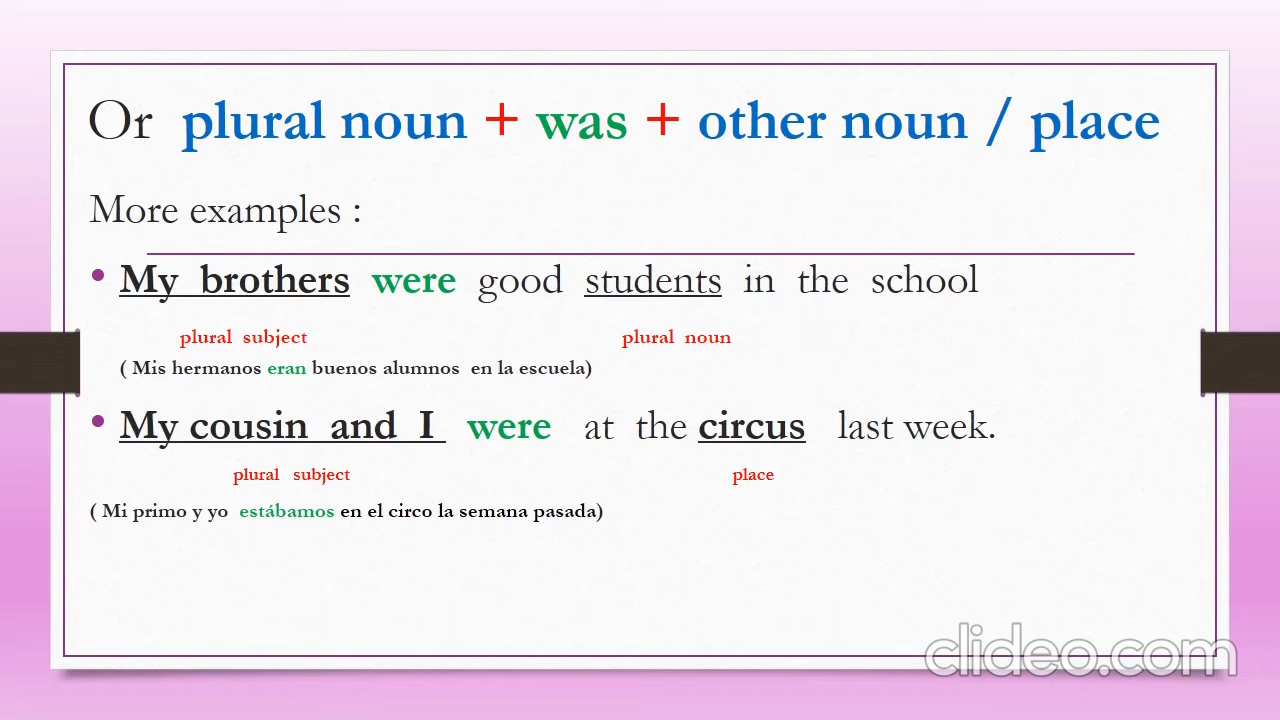 Or plural noun + was + other noun / place
More examples :
• My brothers were good students in the school
plural subject plural noun
( Mis hermanos eran buenos alumnos en la escuela)
• My cousin and I were at the circus last week.
plural subject place
( Mi primo y yo estábamos en el circo la semana pasada)
clideo.com